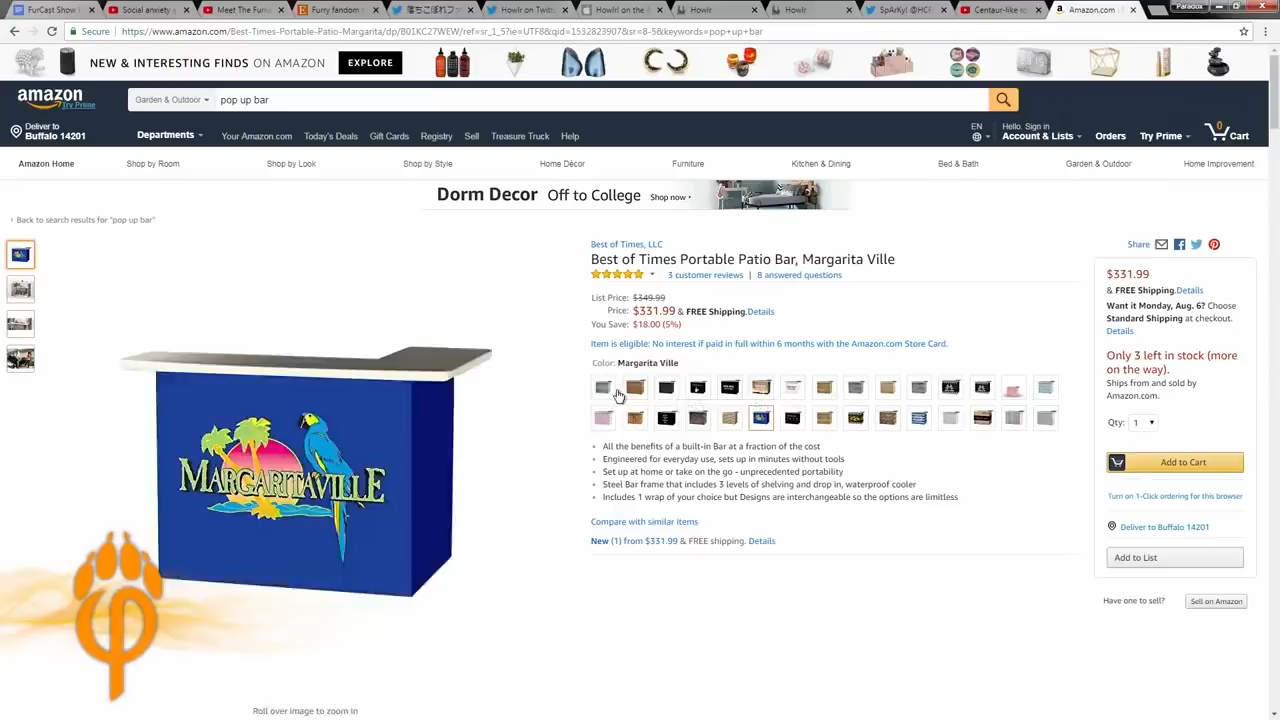 FurCast Show
Social anxiety
Meet The Furri
Furry fandom
落ちこぼれファ
Howlr on Twitt
Howlr! on the
Howlr
Howlr
SpArKy! @HCR
Centaur-like ro
Amazon.com
Paradox
Secure
https://www.amazon.com/Best-Times-Portable-Patio-Margarita/dp/B01KC27WEW/ref=sr_1_5?ie=UTF8&qid=1532823907&sr=8-5&keywords=pop+up+bar
NEW & INTERESTING FINDS ON AMAZON EXPLORE
amazon
Try Prime
Garden & Outdoor
pop up bar
Deliver to
Buffalo 14201
Departments
Your Amazon.com
Today's Deals
Gift Cards
Registry
Sell
Treasure Truck
Help
EN
Hello. Sign in
Account & Lists
Orders
Try Prime
0
Cart
Amazon Home
Shop by Room
Shop by Look
Shop by Style
Home Décor
Furniture
Kitchen & Dining
Bed & Bath
Garden & Outdoor
Home Improvement
Dorm Decor Off to College Shop now
Back to search results for "pop up bar"
MARGARITAVILLE
Roll over image to zoom in
Best of Times, LLC
Best of Times Portable Patio Bar, Margarita Ville
3 customer reviews | 8 answered questions
List Price: $349.99
Price: $331.99 & FREE Shipping. Details
You Save: $18.00 (5%)
Item is eligible: No interest if paid in full within 6 months with the Amazon.com Store Card.
Color: Margarita Ville
All the benefits of a built-in Bar at a fraction of the cost
Engineered for everyday use, sets up in minutes without tools
Set up at home or take on the go - unprecedented portability
Steel Bar frame that includes 3 levels of shelving and drop in, waterproof cooler
Includes 1 wrap of your choice but Designs are interchangeable so the options are limitless
Compare with similar items
New (1) from $331.99 & FREE shipping. Details
Share
$331.99
& FREE Shipping. Details
Want it Monday, Aug. 6? Choose
Standard Shipping at checkout.
Details
Only 3 left in stock (more
on the way).
Ships from and sold by
Amazon.com.
Qty: 1
Add to Cart
Turn on 1-Click ordering for this browser
Deliver to Buffalo 14201
Add to List
Have one to sell?
Sell on Amazon